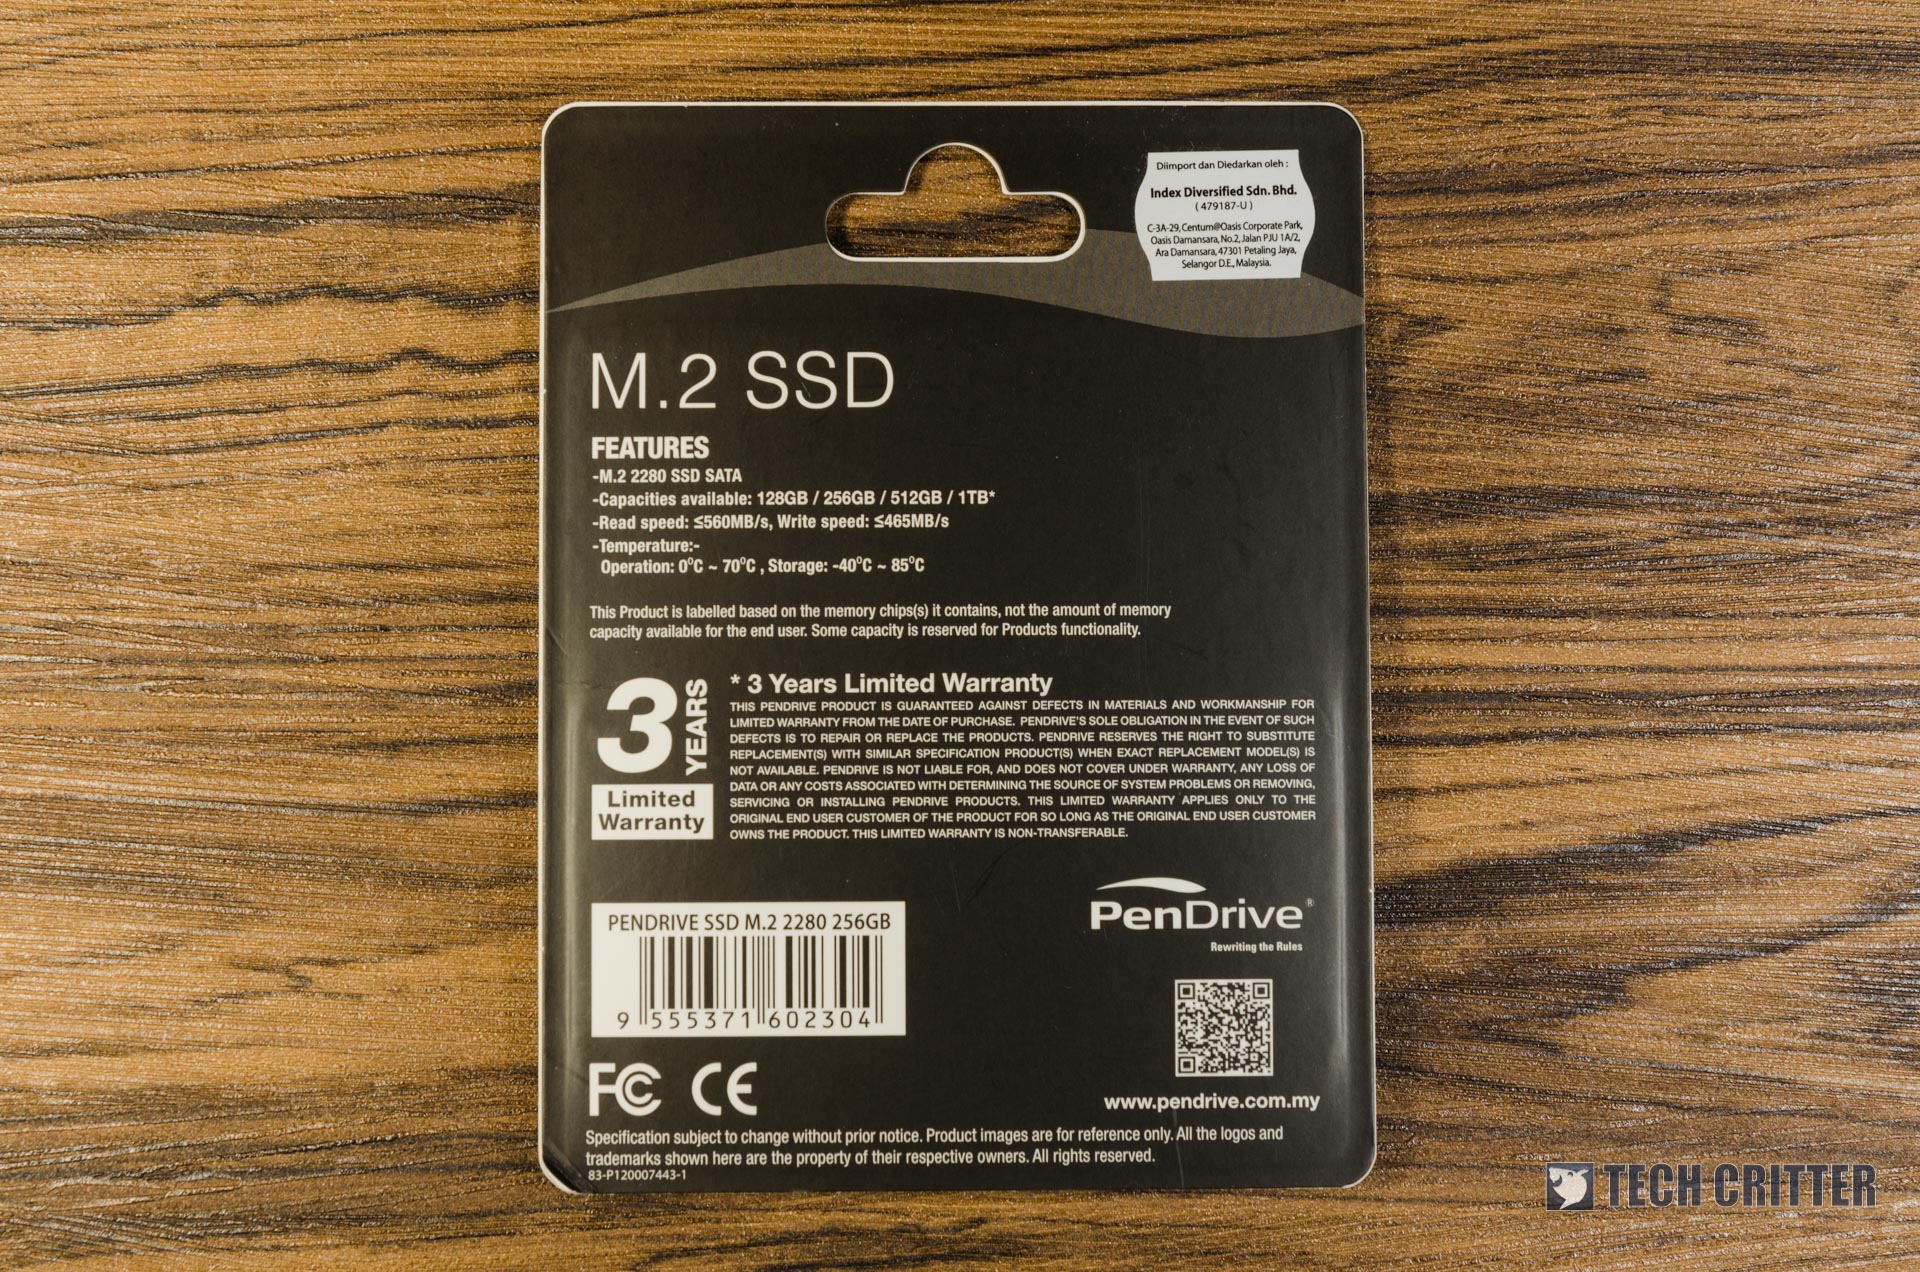 Diimport dan Diedarkan oleh :
Index Diversified Sdn. Bhd.
( 479187-U )
C-3A-29, Centum@Oasis Corporate Park,
Oasis Damansara, No.2, Jalan PJU 1A/2,
Ara Damansara, 47301 Petaling Jaya,
Selangor D.E., Malaysia.
M.2 SSD
FEATURES
-M.2 2280 SSD SATA
-Capacities available: 128GB / 256GB / 512GB / 1TB*
-Read speed: ≤560MB/s, Write speed: ≤465MB/s
-Temperature:-
Operation: 0°C ~ 70°C , Storage: -40°C ~ 85°C
This Product is labelled based on the memory chips(s) it contains, not the amount of memory
capacity available for the end user. Some capacity is reserved for Products functionality.
3 YEARS
Limited
Warranty
* 3 Years Limited Warranty
THIS PENDRIVE PRODUCT IS GUARANTEED AGAINST DEFECTS IN MATERIALS AND WORKMANSHIP FOR
LIMITED WARRANTY FROM THE DATE OF PURCHASE. PENDRIVE'S SOLE OBLIGATION IN THE EVENT OF SUCH
DEFECTS IS TO REPAIR OR REPLACE THE PRODUCTS. PENDRIVE RESERVES THE RIGHT TO SUBSTITUTE
REPLACEMENT(S) WITH SIMILAR SPECIFICATION PRODUCT(S) WHEN EXACT REPLACEMENT MODEL(S) IS
NOT AVAILABLE. PENDRIVE IS NOT LIABLE FOR, AND DOES NOT COVER UNDER WARRANTY, ANY LOSS OF
DATA OR ANY COSTS ASSOCIATED WITH DETERMINING THE SOURCE OF SYSTEM PROBLEMS OR REMOVING,
SERVICING OR INSTALLING PENDRIVE PRODUCTS. THIS LIMITED WARRANTY APPLIES ONLY TO THE
ORIGINAL END USER CUSTOMER OF THE PRODUCT FOR SO LONG AS THE ORIGINAL END USER CUSTOMER
OWNS THE PRODUCT. THIS LIMITED WARRANTY IS NON-TRANSFERABLE.
PENDRIVE SSD M.2 2280 256GB
9 555371 602304
PenDrive®
Rewriting the Rules
FC CE
www.pendrive.com.my
Specification subject to change without prior notice. Product images are for reference only. All the logos and
trademarks shown here are the property of their respective owners. All rights reserved.
83-P120007443-1
TECH CRITTER